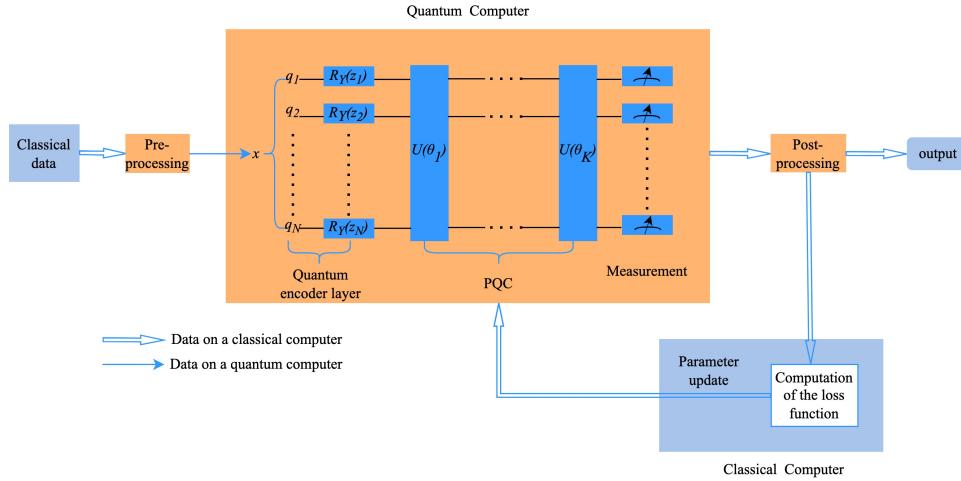 Quantum Computer
Classical
data
Pre-
processing
x
q1
q2
qN
RY(z1)
RY(z2)
RY(zN)
U(θ1)
U(θK)
Quantum
encoder layer
PQC
Measurement
Post-
processing
output
Data on a classical computer
Data on a quantum computer
Parameter
update
Computation
of the loss
function
Classical Computer